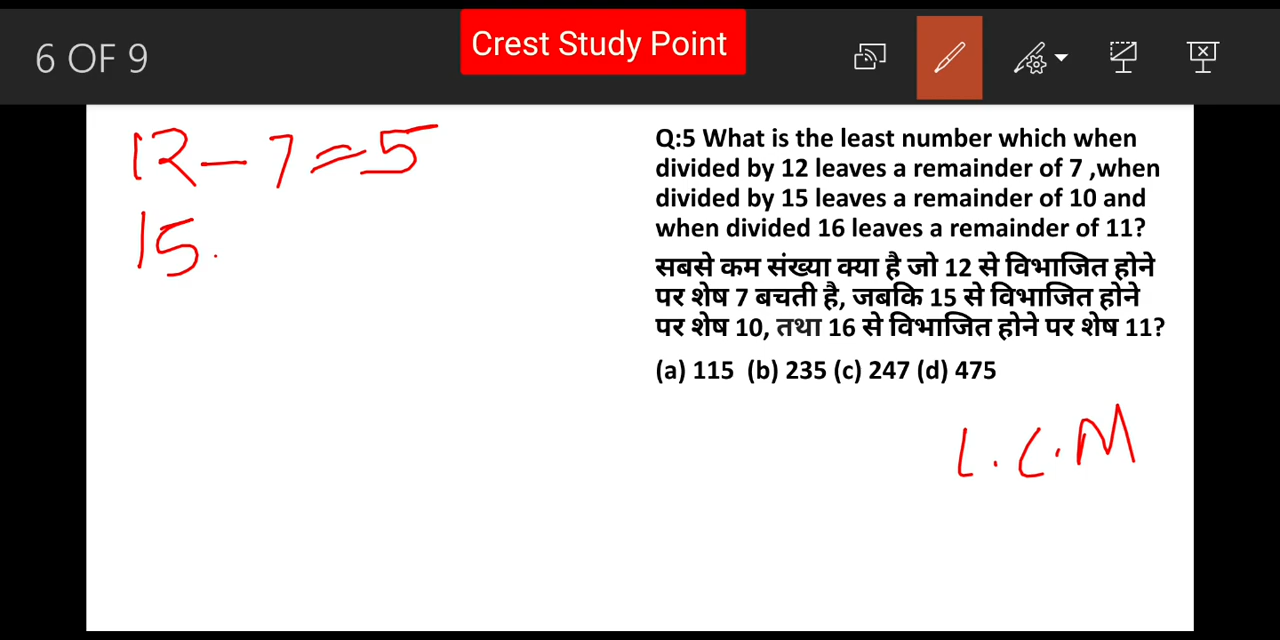 6 OF 9
Crest Study Point
12 - 7 = 5
15.
Q:5 What is the least number which when
divided by 12 leaves a remainder of 7 ,when
divided by 15 leaves a remainder of 10 and
when divided 16 leaves a remainder of 11?
सबसे कम संख्या क्या है जो 12 से विभाजित होने
पर शेष 7 बचती है, जबकि 15 से विभाजित होने
पर शेष 10, तथा 16 से विभाजित होने पर शेष 11?
(a) 115 (b) 235 (c) 247 (d) 475
L.C.M